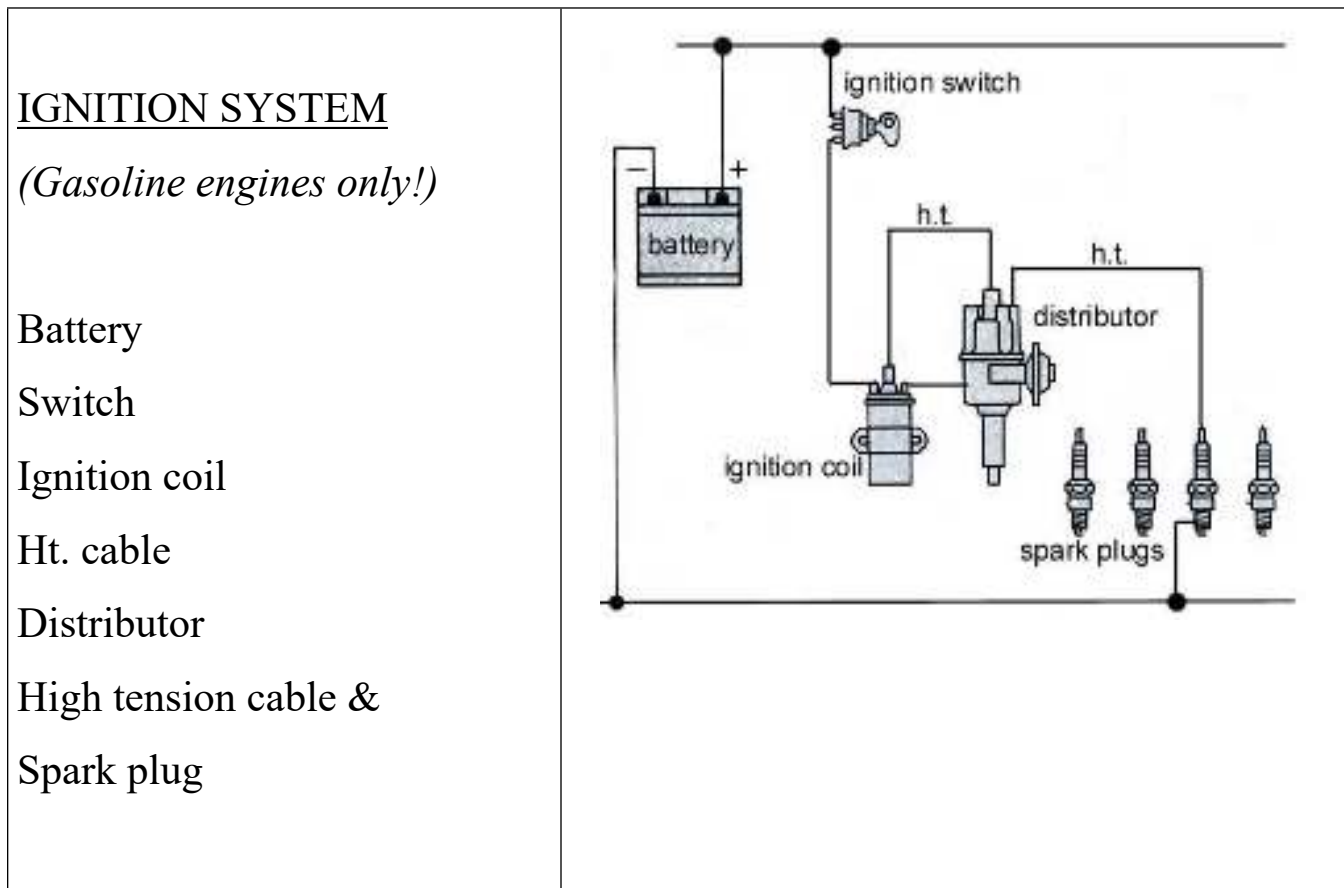 IGNITION SYSTEM
(Gasoline engines only!)
Battery
Switch
Ignition coil
Ht. cable
Distributor
High tension cable &
Spark plug
ignition switch
− +
battery
h.t.
h.t.
distributor
ignition coil
spark plugs